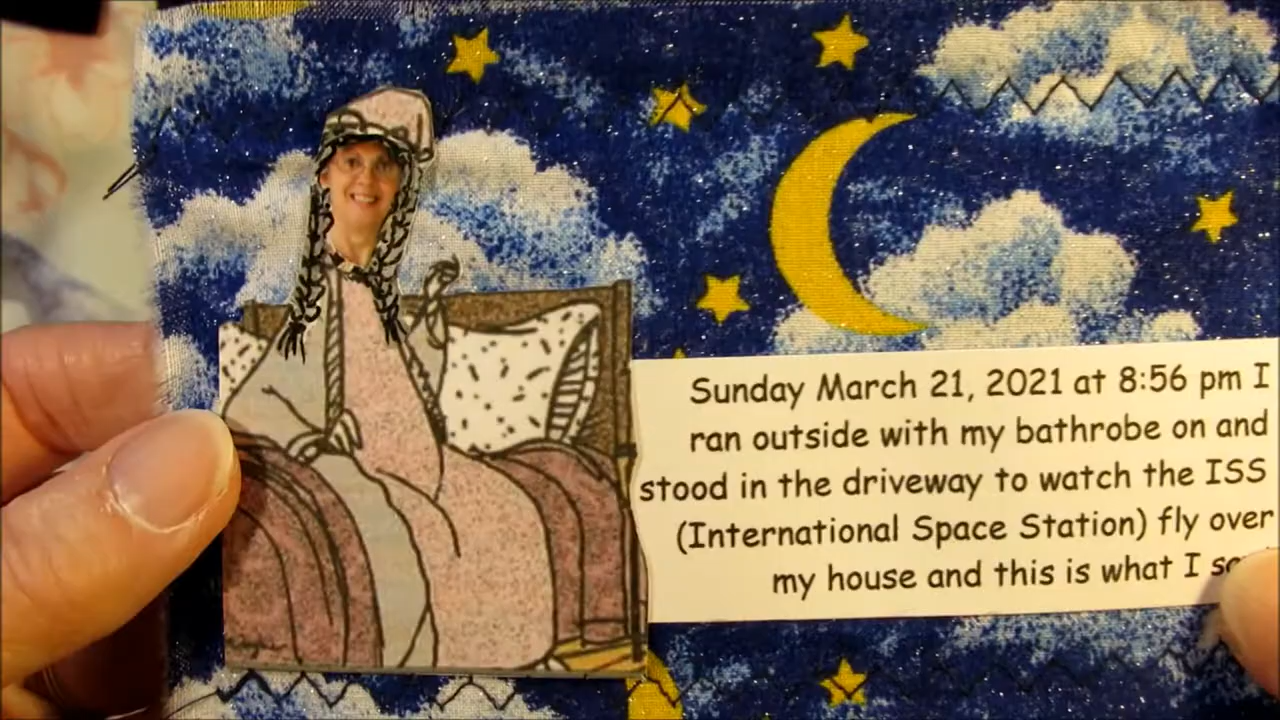 Sunday March 21, 2021 at 8:56 pm I
ran outside with my bathrobe on and
stood in the driveway to watch the ISS
(International Space Station) fly over
my house and this is what I